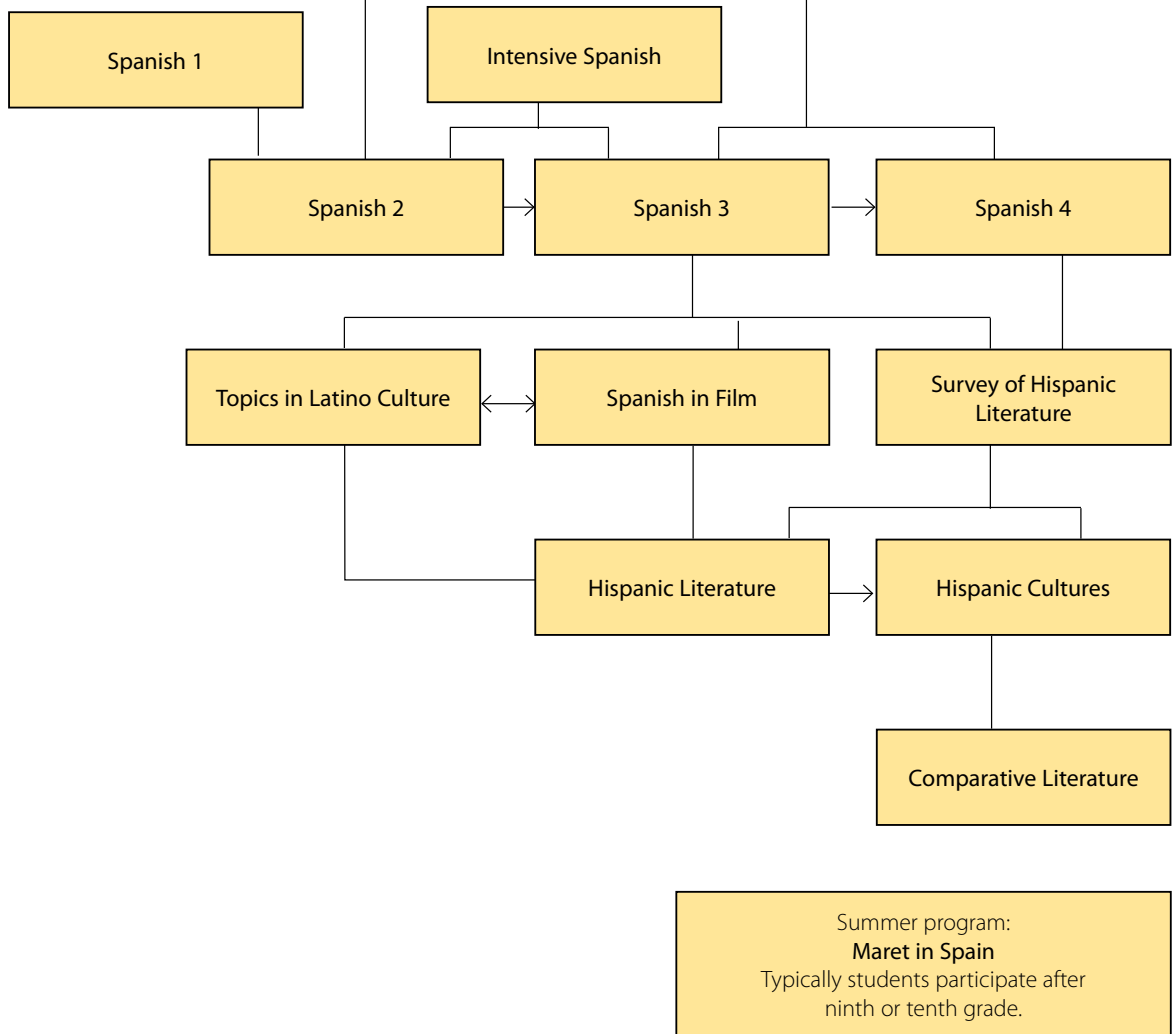 Spanish 1
Intensive Spanish
Spanish 2
Spanish 3
Spanish 4
Topics in Latino Culture
Spanish in Film
Survey of Hispanic
Literature
Hispanic Literature
Hispanic Cultures
Comparative Literature
Summer program:
Maret in Spain
Typically students participate after
ninth or tenth grade.